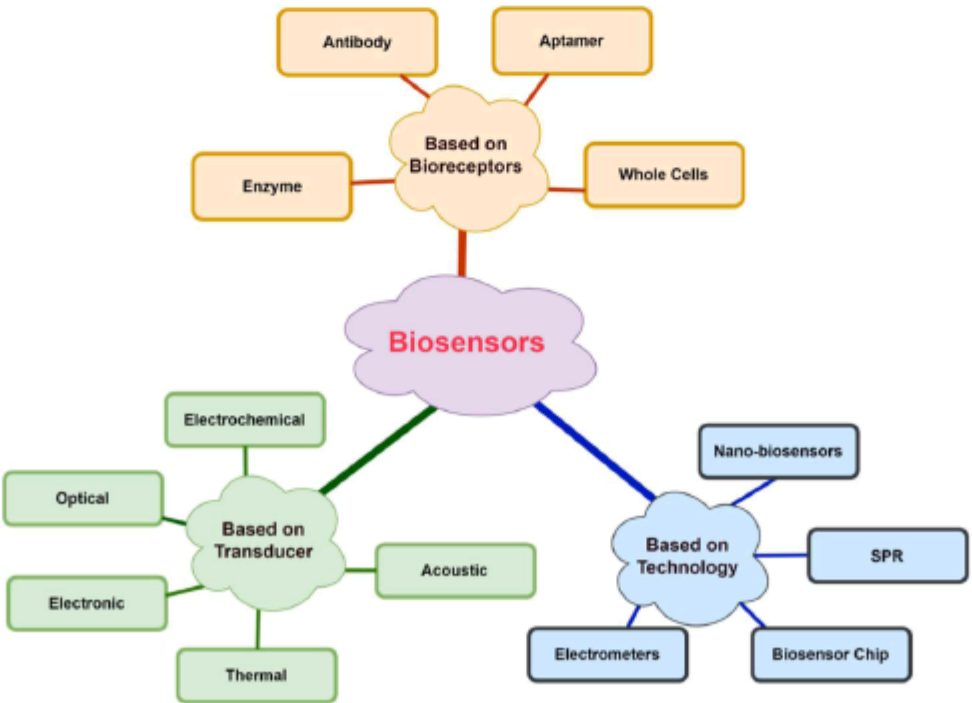 Antibody
Aptamer
Based on
Bioreceptors
Enzyme
Whole Cells
Biosensors
Electrochemical
Optical
Based on
Transducer
Electronic
Acoustic
Thermal
Nano-biosensors
Based on
Technology
SPR
Electrometers
Biosensor Chip